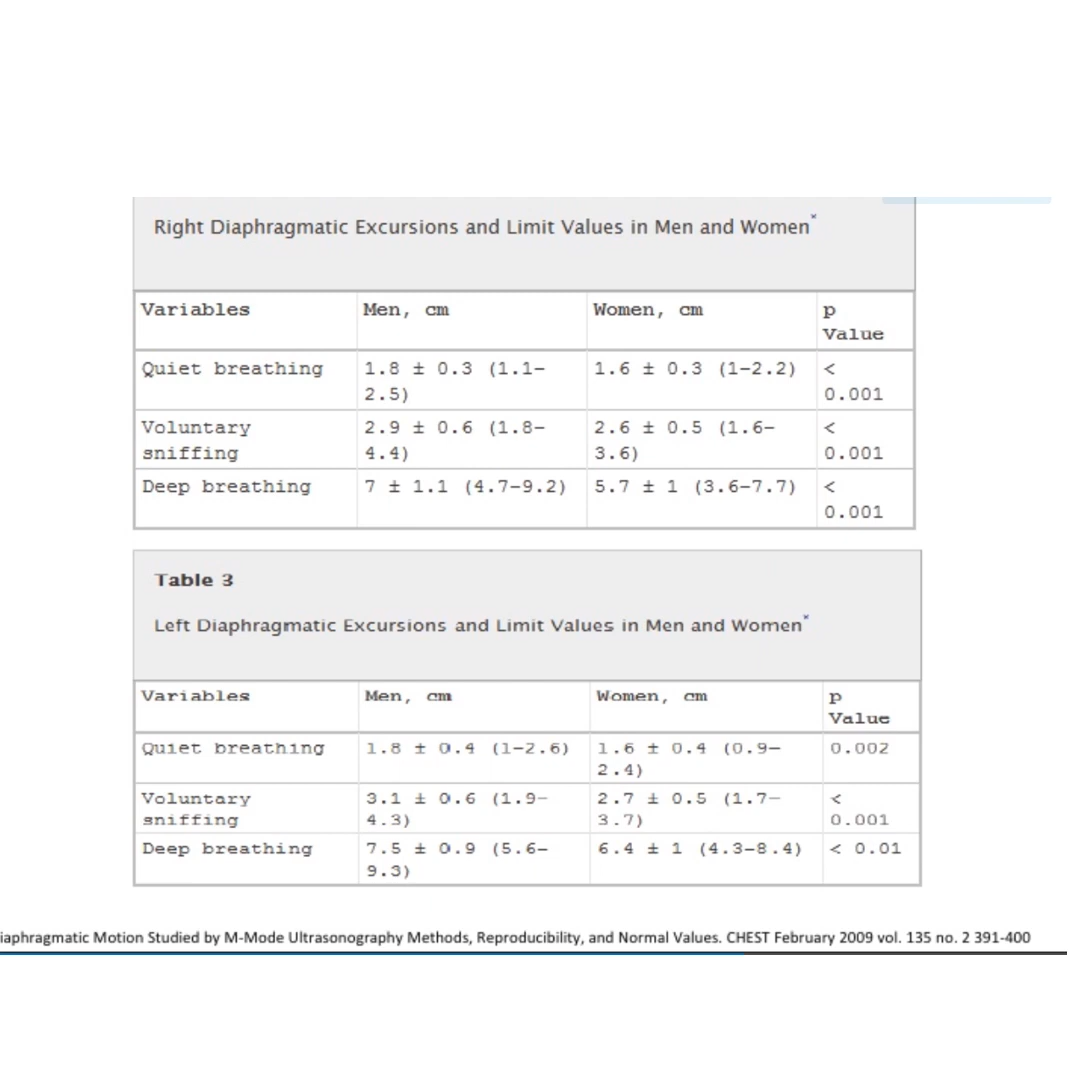 Right Diaphragmatic Excursions and Limit Values in Men and Women*
Variables Men, cm Women, cm p
Value
Quiet breathing 1.8 ± 0.3 (1.1– 1.6 ± 0.3 (1–2.2) <
2.5) 0.001
Voluntary 2.9 ± 0.6 (1.8– 2.6 ± 0.5 (1.6– <
sniffing 4.4) 3.6) 0.001
Deep breathing 7 ± 1.1 (4.7–9.2) 5.7 ± 1 (3.6–7.7) <
0.001
Table 3
Left Diaphragmatic Excursions and Limit Values in Men and Women*
Variables Men, cm Women, cm p
Value
Quiet breathing 1.8 ± 0.4 (1–2.6) 1.6 ± 0.4 (0.9– 0.002
2.4)
Voluntary 3.1 ± 0.6 (1.9– 2.7 ± 0.5 (1.7– <
sniffing 4.3) 3.7) 0.001
Deep breathing 7.5 ± 0.9 (5.6– 6.4 ± 1 (4.3–8.4) < 0.01
9.3)
iaphragmatic Motion Studied by M-Mode Ultrasonography Methods, Reproducibility, and Normal Values. CHEST February 2009 vol. 135 no. 2 391-400